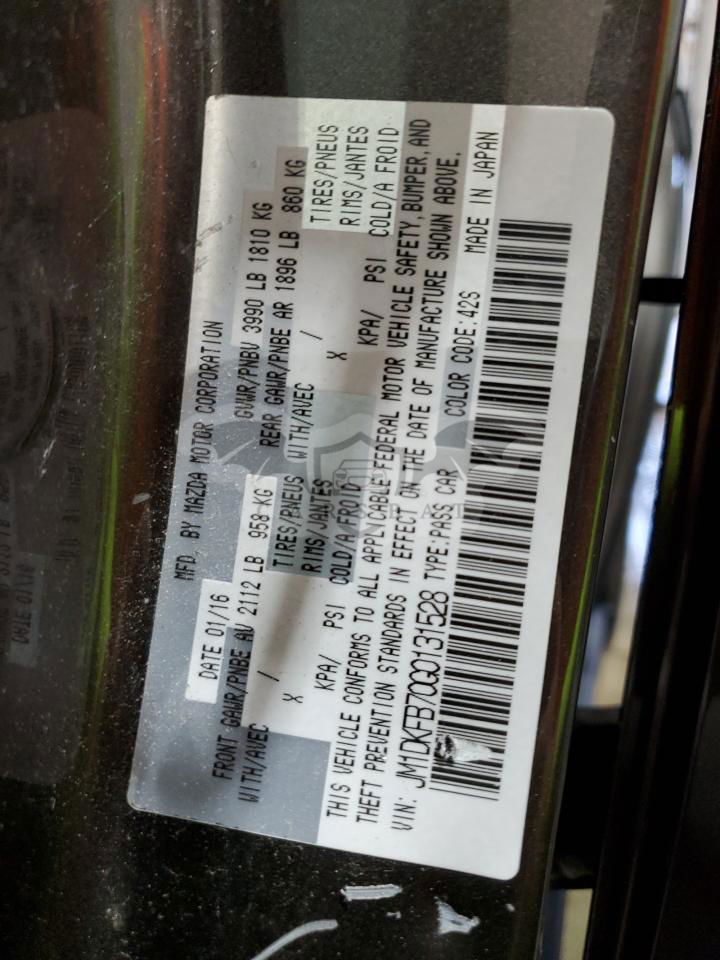 MFD. BY MAZDA MOTOR CORPORATION
DATE 01/16 GVWR/PNBV 3990 LB 1810 KG
FRONT GAWR/PNBE AV 2112 LB 958 KG REAR GAWR/PNBE AR 1896 LB 860 KG
WITH/AVEC TIRES/PNEUS WITH/AVEC TIRES/PNEUS
X / RIMS/JANTES X / RIMS/JANTES
KPA/ PSI COLD/A FROID KPA/ PSI COLD/A FROID
THIS VEHICLE CONFORMS TO ALL APPLICABLE FEDERAL MOTOR VEHICLE SAFETY, BUMPER, AND
THEFT PREVENTION STANDARDS IN EFFECT ON THE DATE OF MANUFACTURE SHOWN ABOVE.
VIN: JM1DKFB70G0131528 TYPE:PASS CAR COLOR CODE:42S MADE IN JAPAN